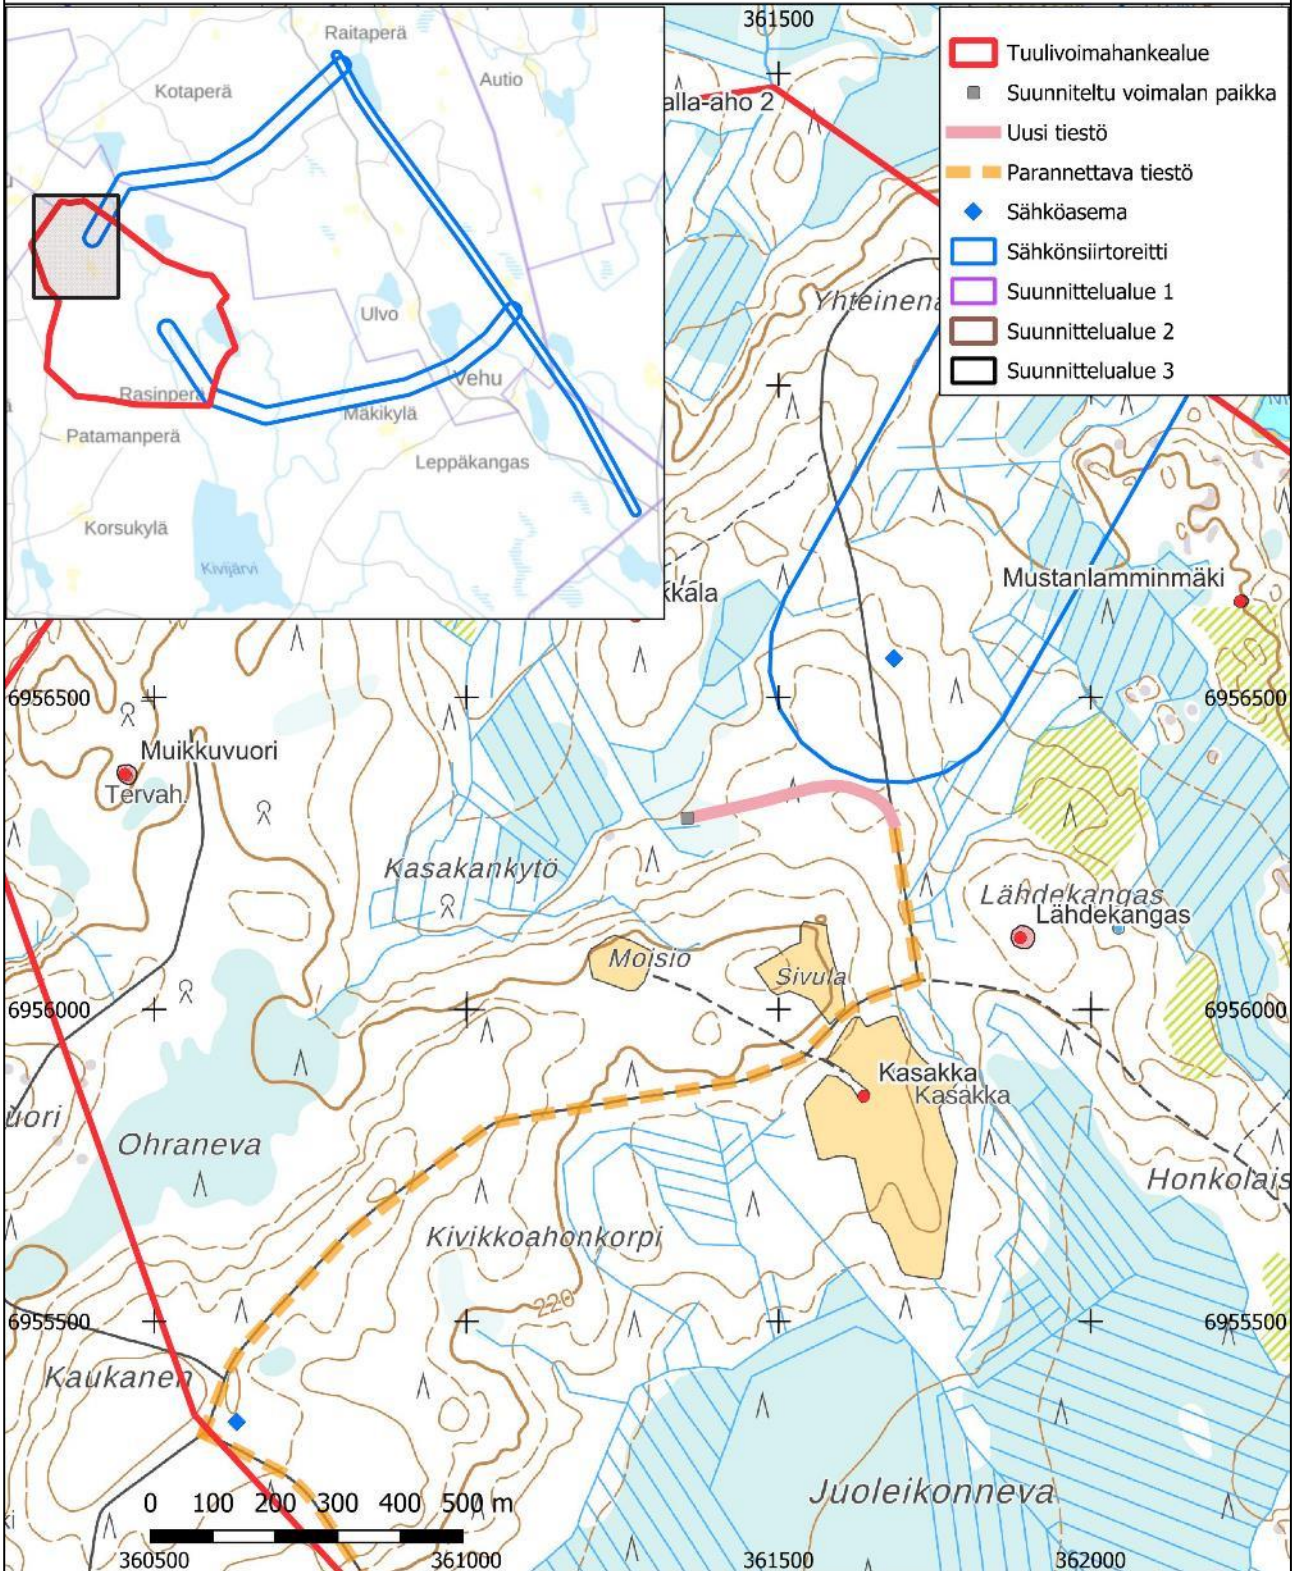 361500
Raitaperä
Autio
Kotaperä
Ulvo
Vehu
Rasinperä
Mäkikylä
Patamanperä
Leppäkangas
Korsukylä
Kivijärvi
Tuulivoimahankealue
Suunniteltu voimalan paikka
Uusi tiestö
Parannettava tiestö
Sähköasema
Sähkönsiirtoreitti
Suunnittelualue 1
Suunnittelualue 2
Suunnittelualue 3
alla-aho 2
Yhteinena
Mustanlamminmäki
kkala
6956500
6956500
Muikkuvuori
Tervah.
Kasakankytö
Lähdekangas
Lähdekangas
Moisio
Sivula
6956000
6956000
Kasakka
Kasakka
uori
Ohraneva
Honkolais
Kivikkoahonkorpi
220
6955500
6955500
Kaukanen
Juoleikonneva
0 100 200 300 400 500 m
360500 361000 361500 362000